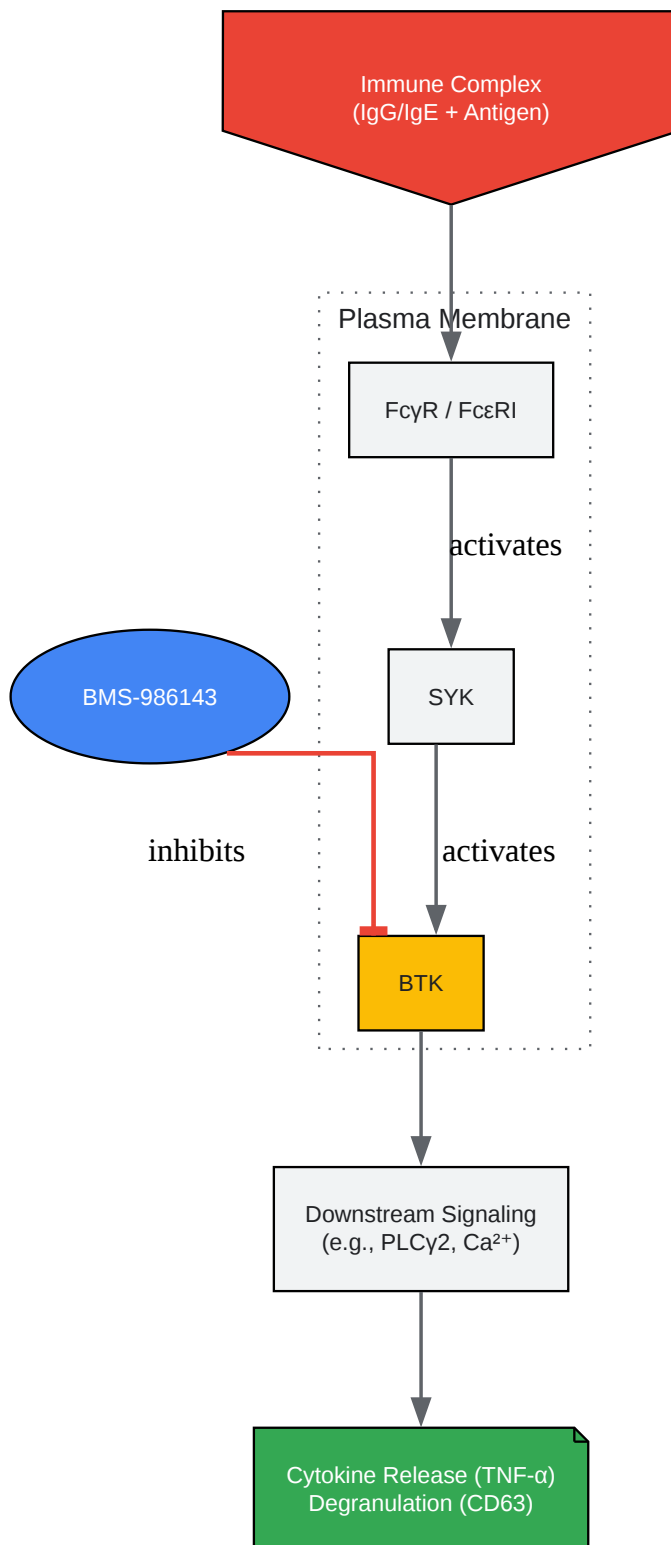 Immune Complex
(IgG/IgE + Antigen)
Plasma Membrane
FcγR / FcεRI
activates
SYK
BMS-986143
inhibits
activates
BTK
Downstream Signaling
(e.g., PLCγ2, Ca²⁺)
Cytokine Release (TNF-α)
Degranulation (CD63)